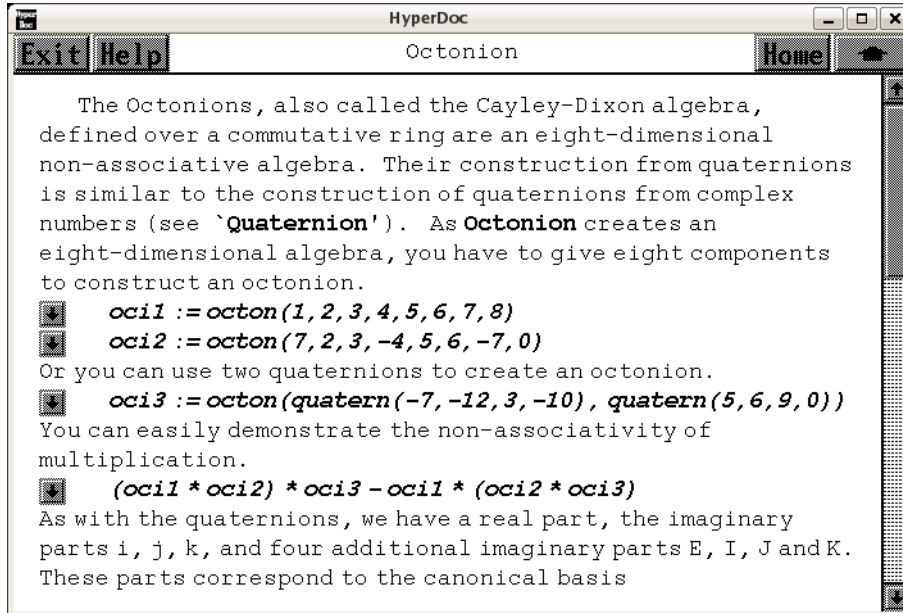 Hyper Doc
HyperDoc
Exit Help Octonion Home
The Octonions, also called the Cayley-Dixon algebra,
defined over a commutative ring are an eight-dimensional
non-associative algebra. Their construction from quaternions
is similar to the construction of quaternions from complex
numbers (see `Quaternion'). As Octonion creates an
eight-dimensional algebra, you have to give eight components
to construct an octonion.
oci1 := octon(1,2,3,4,5,6,7,8)
oci2 := octon(7,2,3,-4,5,6,-7,0)
Or you can use two quaternions to create an octonion.
oci3 := octon(quatern(-7,-12,3,-10), quatern(5,6,9,0))
You can easily demonstrate the non-associativity of
multiplication.
(oci1 * oci2) * oci3 - oci1 * (oci2 * oci3)
As with the quaternions, we have a real part, the imaginary
parts i, j, k, and four additional imaginary parts E, I, J and K.
These parts correspond to the canonical basis